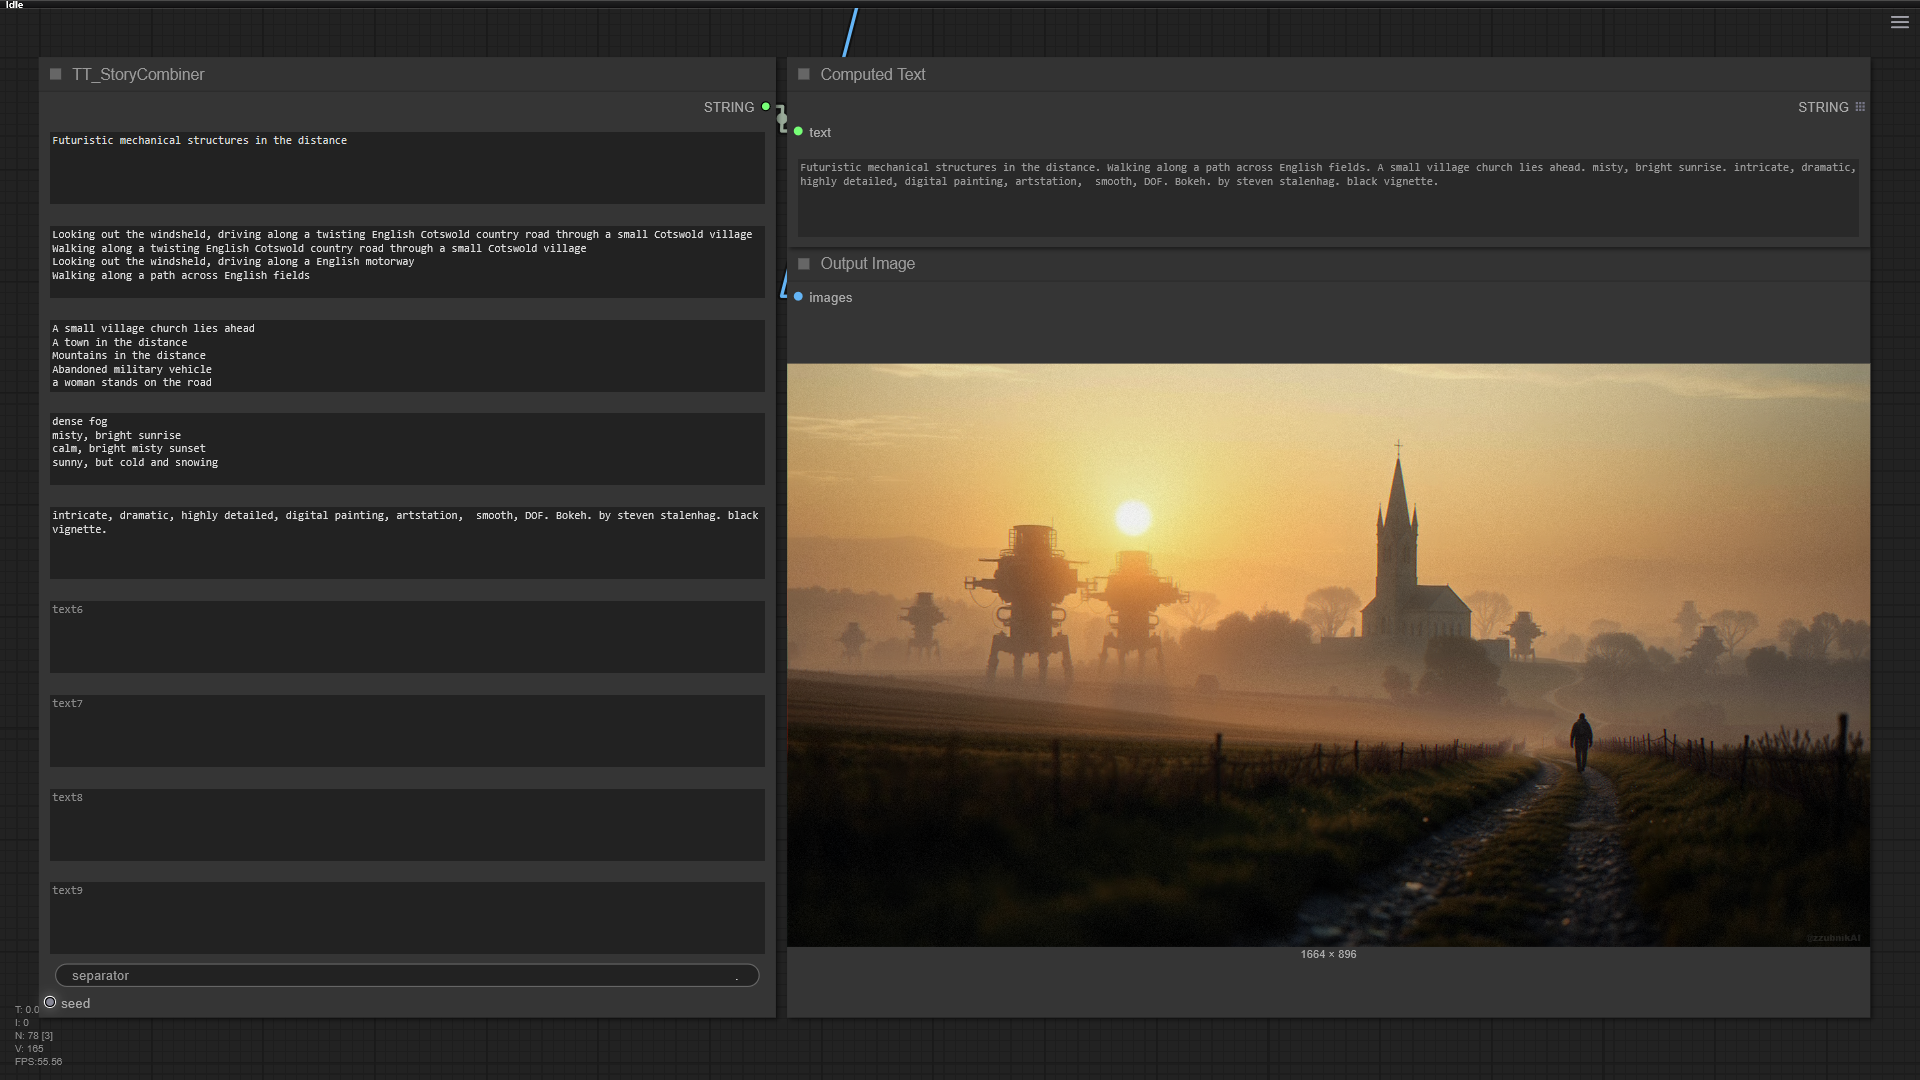 Idle
TT_StoryCombiner
STRING
Futuristic mechanical structures in the distance
Looking out the windsheld, driving along a twisting English Cotswold country road through a small Cotswold village
Walking along a twisting English Cotswold country road through a small Cotswold village
Looking out the windsheld, driving along a English motorway
Walking along a path across English fields
A small village church lies ahead
A town in the distance
Mountains in the distance
Abandoned military vehicle
a woman stands on the road
dense fog
misty, bright sunrise
calm, bright misty sunset
sunny, but cold and snowing
intricate, dramatic, highly detailed, digital painting, artstation,  smooth, DOF. Bokeh. by steven stalenhag. black
vignette.
text6
text7
text8
text9
separator .
seed
T: 0.0
I: 0
N: 78 [3]
V: 165
FPS:55.56
Computed Text
STRING
text
Futuristic mechanical structures in the distance. Walking along a path across English fields. A small village church lies ahead. misty, bright sunrise. intricate, dramatic,
highly detailed, digital painting, artstation,  smooth, DOF. Bokeh. by steven stalenhag. black vignette.
Output Image
images
1664 × 896